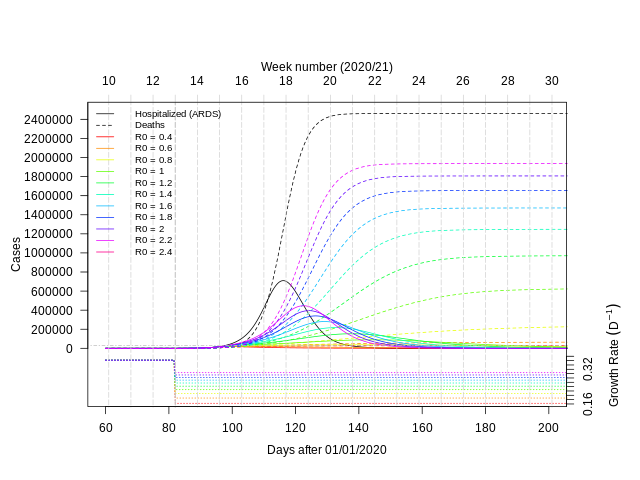 Week number (2020/21)
10 12 14 16 18 20 22 24 26 28 30
Hospitalized (ARDS)
Deaths
R0 = 0.4
R0 = 0.6
R0 = 0.8
R0 = 1
R0 = 1.2
R0 = 1.4
R0 = 1.6
R0 = 1.8
R0 = 2
R0 = 2.2
R0 = 2.4
2400000
2200000
2000000
1800000
1600000
1400000
1200000
1000000
800000
600000
400000
200000
0
Cases
0.32
0.16
Growth Rate (D⁻¹)
60 80 100 120 140 160 180 200
Days after 01/01/2020